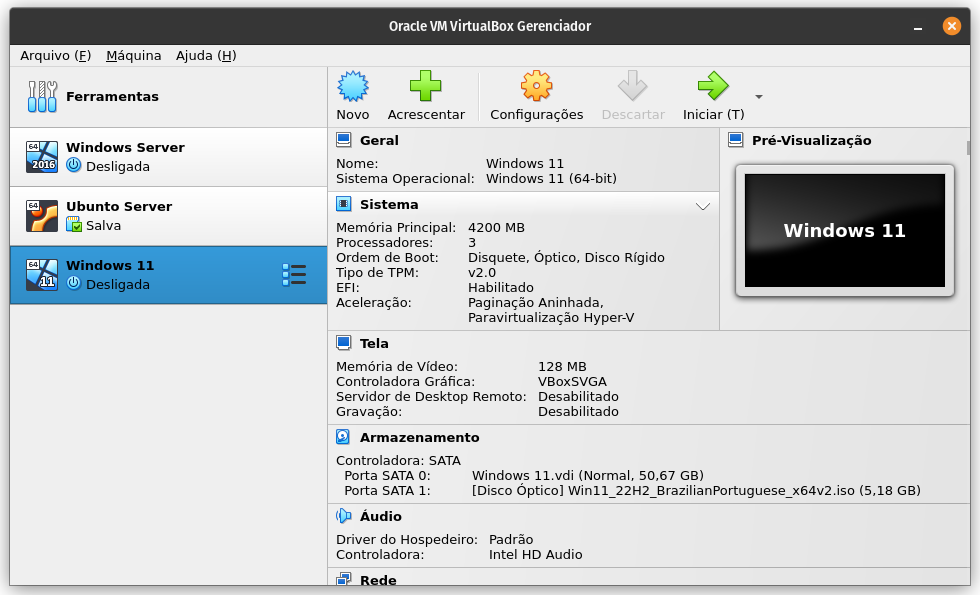 Oracle VM VirtualBox Gerenciador
Arquivo (F) Máquina Ajuda (H)
Ferramentas
Novo Acrescentar Configurações Descartar Iniciar (T)
64
2016
Windows Server
Desligada
64
Ubunto Server
Salva
64
11
Windows 11
Desligada
Geral
Nome: Windows 11
Sistema Operacional: Windows 11 (64-bit)
Sistema
Memória Principal: 4200 MB
Processadores: 3
Ordem de Boot: Disquete, Óptico, Disco Rígido
Tipo de TPM: v2.0
EFI: Habilitado
Aceleração: Paginação Aninhada,
Paravirtualização Hyper-V
Pré-Visualização
Windows 11
Tela
Memória de Vídeo: 128 MB
Controladora Gráfica: VBoxSVGA
Servidor de Desktop Remoto: Desabilitado
Gravação: Desabilitado
Armazenamento
Controladora: SATA
Porta SATA 0: Windows 11.vdi (Normal, 50,67 GB)
Porta SATA 1: [Disco Óptico] Win11_22H2_BrazilianPortuguese_x64v2.iso (5,18 GB)
Áudio
Driver do Hospedeiro: Padrão
Controladora: Intel HD Audio
Rede